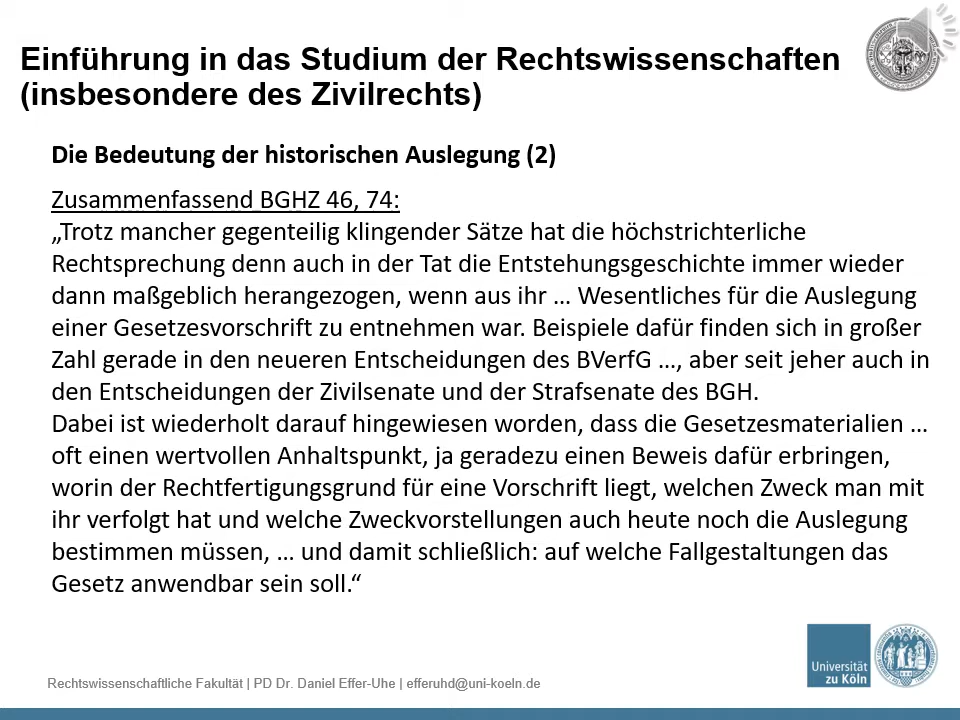 Einführung in das Studium der Rechtswissenschaften
(insbesondere des Zivilrechts)
Die Bedeutung der historischen Auslegung (2)
Zusammenfassend BGHZ 46, 74:
„Trotz mancher gegenteilig klingender Sätze hat die höchstrichterliche
Rechtsprechung denn auch in der Tat die Entstehungsgeschichte immer wieder
dann maßgeblich herangezogen, wenn aus ihr … Wesentliches für die Auslegung
einer Gesetzesvorschrift zu entnehmen war. Beispiele dafür finden sich in großer
Zahl gerade in den neueren Entscheidungen des BVerfG …, aber seit jeher auch in
den Entscheidungen der Zivilsenate und der Strafsenate des BGH.
Dabei ist wiederholt darauf hingewiesen worden, dass die Gesetzesmaterialien …
oft einen wertvollen Anhaltspunkt, ja geradezu einen Beweis dafür erbringen,
worin der Rechtfertigungsgrund für eine Vorschrift liegt, welchen Zweck man mit
ihr verfolgt hat und welche Zweckvorstellungen auch heute noch die Auslegung
bestimmen müssen, … und damit schließlich: auf welche Fallgestaltungen das
Gesetz anwendbar sein soll.“
Universität
zu Köln
Rechtswissenschaftliche Fakultät | PD Dr. Daniel Effer-Uhe | efferuhd@uni-koeln.de